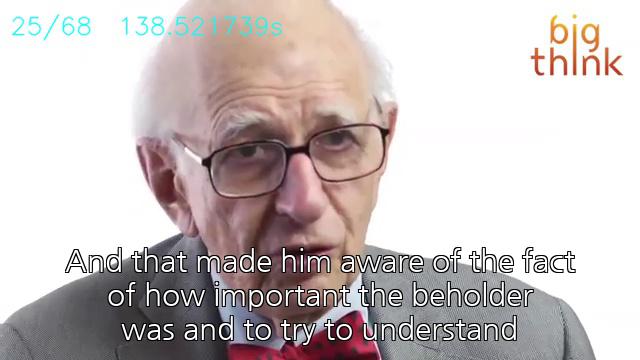 25/68 138.521739s
big
think
And that made him aware of the fact
of how important the beholder
was and to try to understand